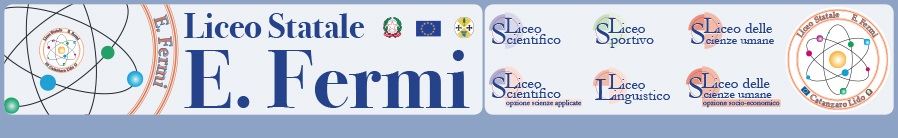 Liceo Statale
E. Fermi
E. Fermi
Liceo
Scientifico
Liceo
Sportivo
Liceo delle
Scienze umane
Liceo
Scientifico
opzione scienze applicate
Liceo
Linguistico
Liceo delle
Scienze umane
opzione socio-economico
Liceo Statale E. Fermi
Catanzaro Lido